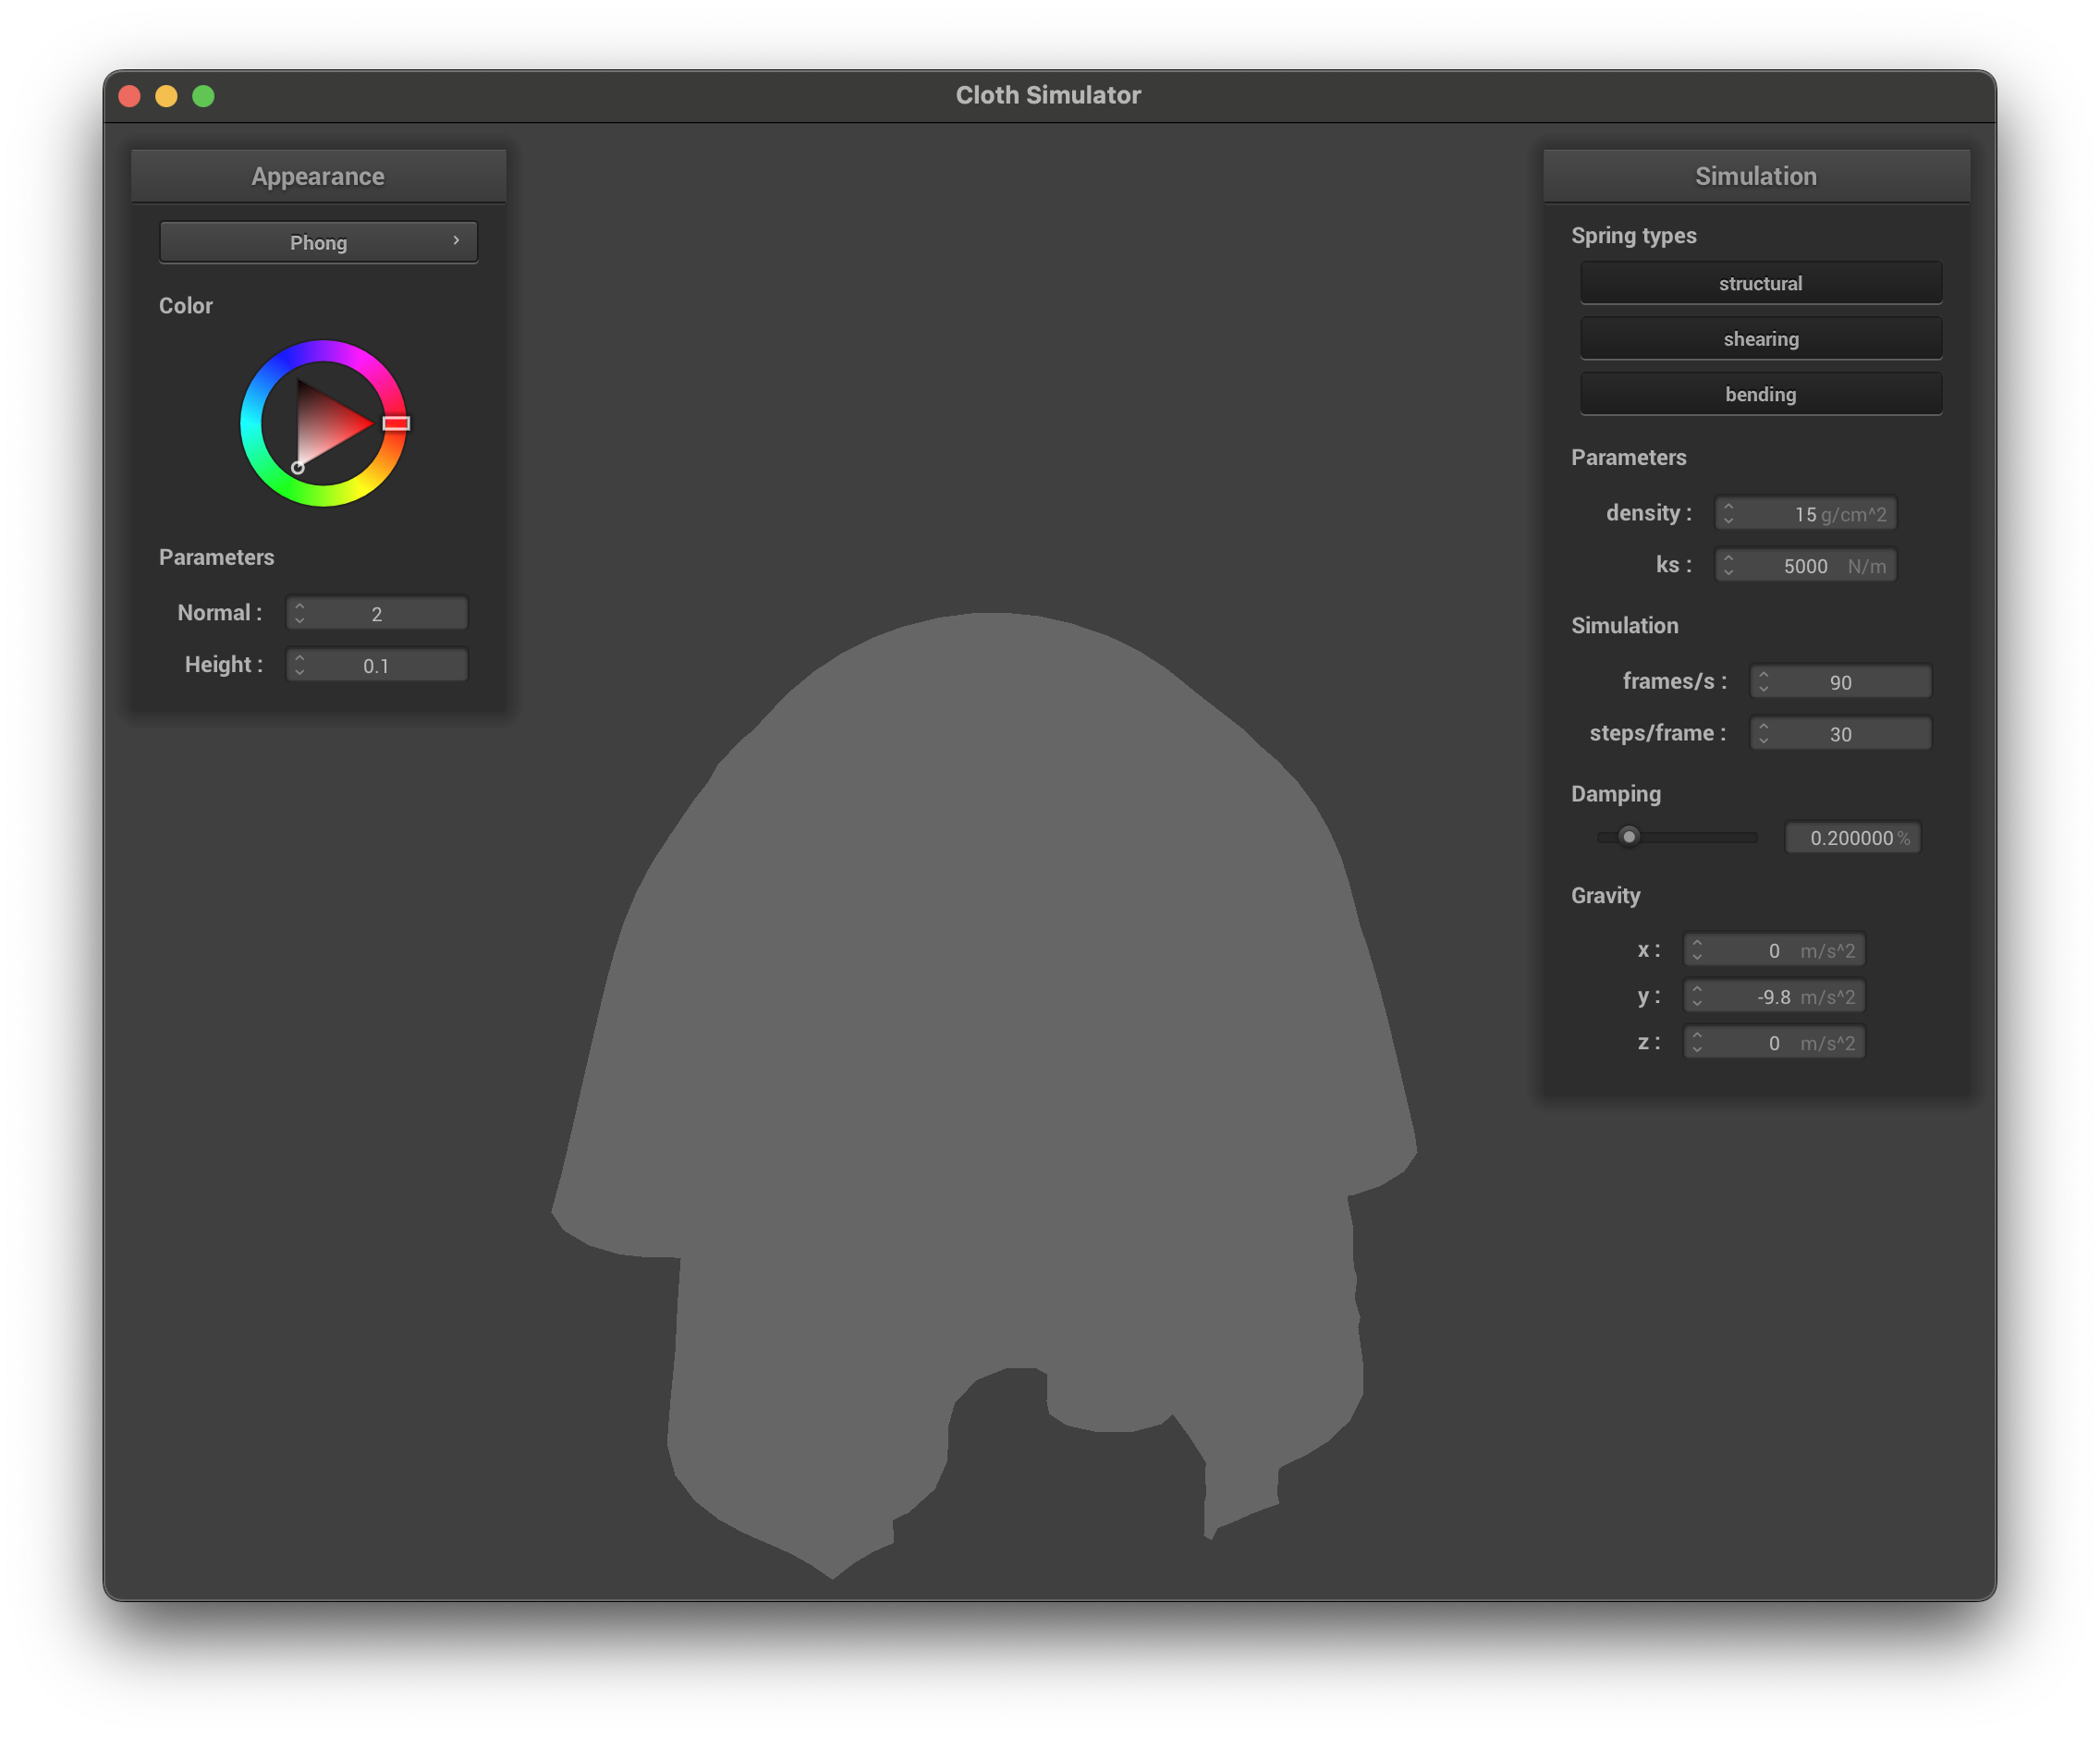 Cloth Simulator
Appearance
Phong
Color
Parameters
Normal : 2
Height : 0.1
Simulation
Spring types
structural
shearing
bending
Parameters
density : 15 g/cm^2
ks : 5000 N/m
Simulation
frames/s : 90
steps/frame : 30
Damping
0.200000 %
Gravity
x : 0 m/s^2
y : -9.8 m/s^2
z : 0 m/s^2